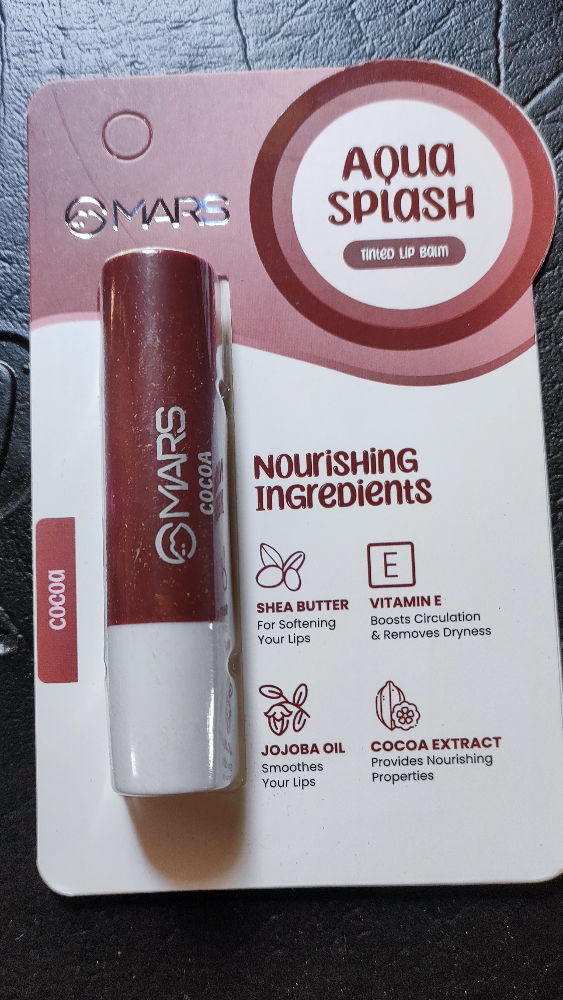 MARS
AQUA
SPLASH
TINTED LIP BALM
MARS
COCOA
COCOA
NOURISHING
INGREDIENTS
E
SHEA BUTTER
For Softening
Your Lips
VITAMIN E
Boosts Circulation
& Removes Dryness
JOJOBA OIL
Smoothes
Your Lips
COCOA EXTRACT
Provides Nourishing
Properties